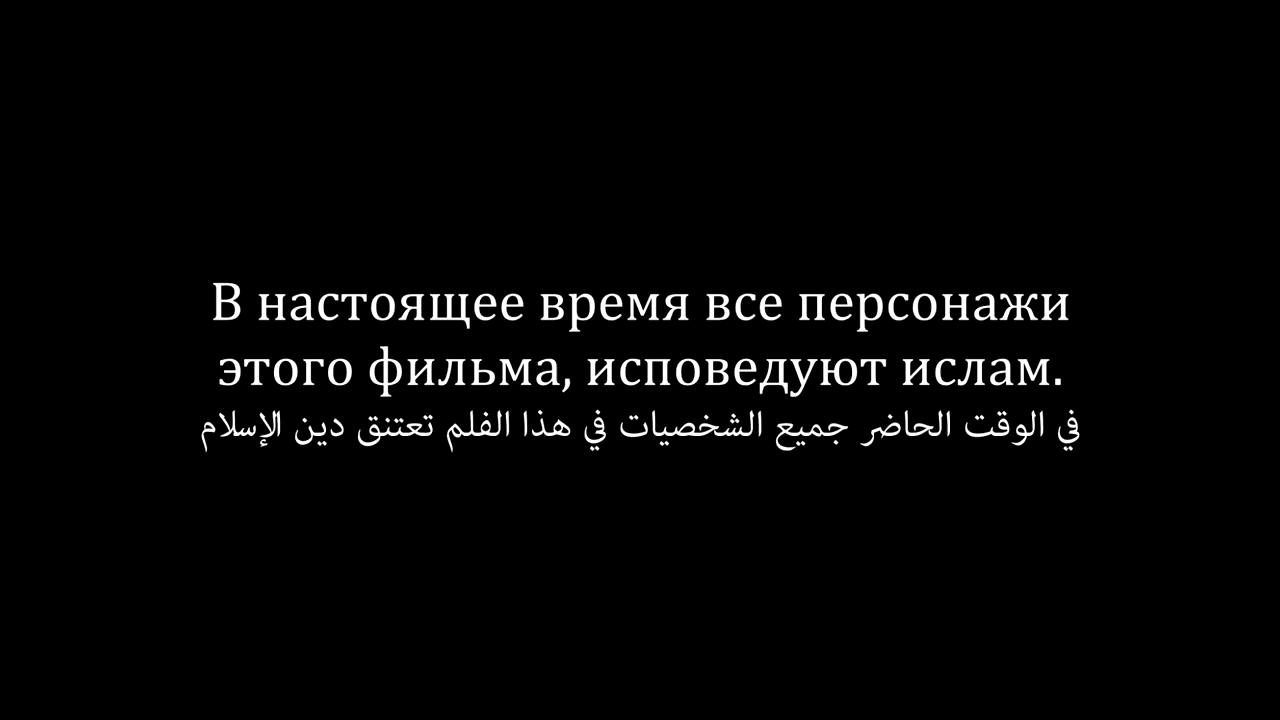 В настоящее время все персонажи
этого фильма, исповедуют ислам.
في الوقت الحاضر جميع الشخصيات في هذا الفلم تعتنق دين الإسلام